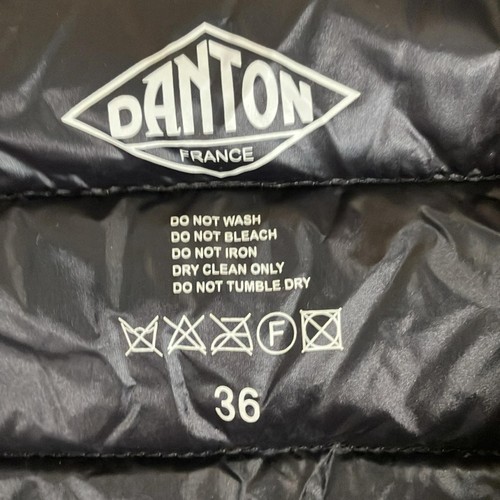 DANTON
FRANCE
DO NOT WASH
DO NOT BLEACH
DO NOT IRON
DRY CLEAN ONLY
DO NOT TUMBLE DRY
F
36